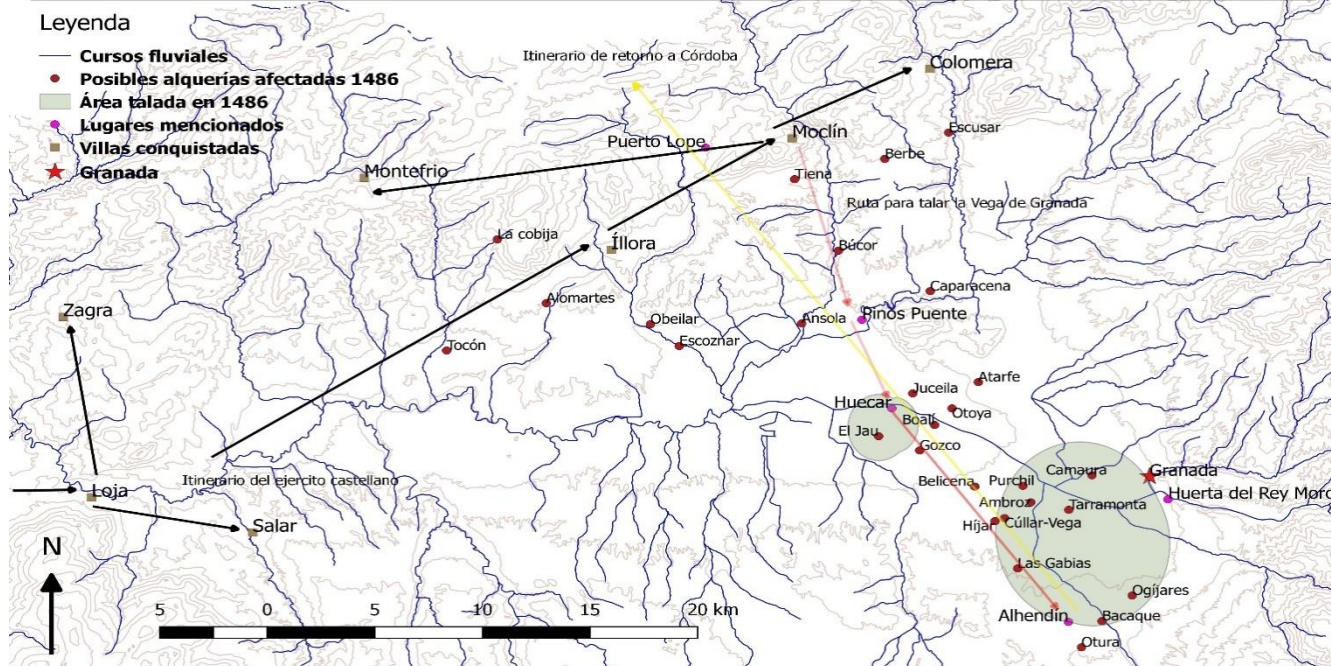 Leyenda
Cursos fluviales
Posibles alquerías afectadas 1486
Área talada en 1486
Lugares mencionados
Villas conquistadas
Granada
Itinerario de retorno a Córdoba
Colomera
Escusar
Moclín
Puerto Lope
Berbe
Montefrio
Tiena
Ruta para talar la Vega de Granada
La cobija
Íllora
Búcor
Zagra
Alomartes
Caparacena
Obeilar
Ansola
Pinos Puente
Tocón
Escoznar
Atarfe
Juceila
Huecar
Otoya
Boalí
El Jau
Gozco
Itinerario del ejercito castellano
Loja
Salar
Camaura
Granada
Belicena
Purchil
Huerta del Rey Moro
Ambroz
Tarramonta
Híjar
Cúllar-Vega
Las Gabias
Ogíjares
Alhendín
Bacaque
Otura
N
5 0 5 10 15 20 km